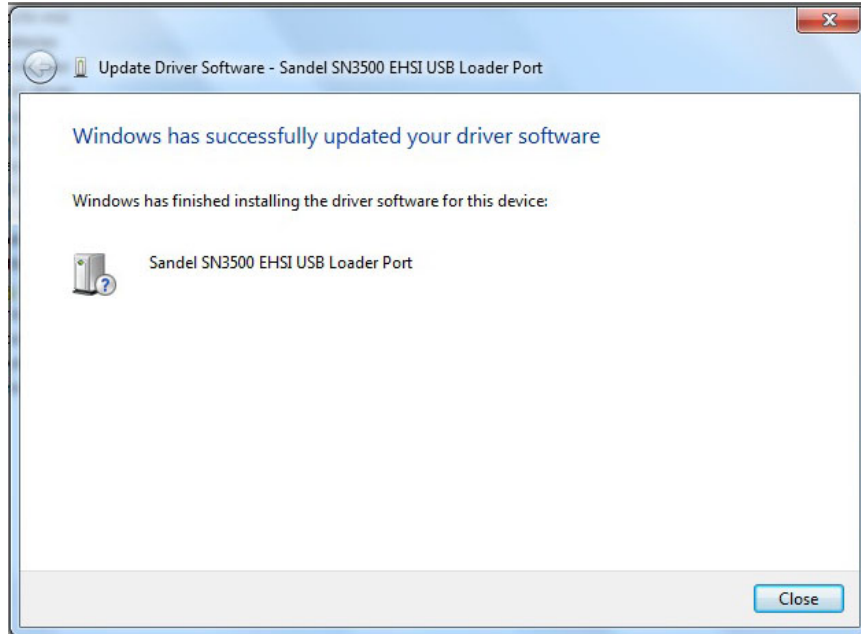 Update Driver Software - Sandel SN3500 EHSI USB Loader Port
Windows has successfully updated your driver software
Windows has finished installing the driver software for this device:
Sandel SN3500 EHSI USB Loader Port
Close